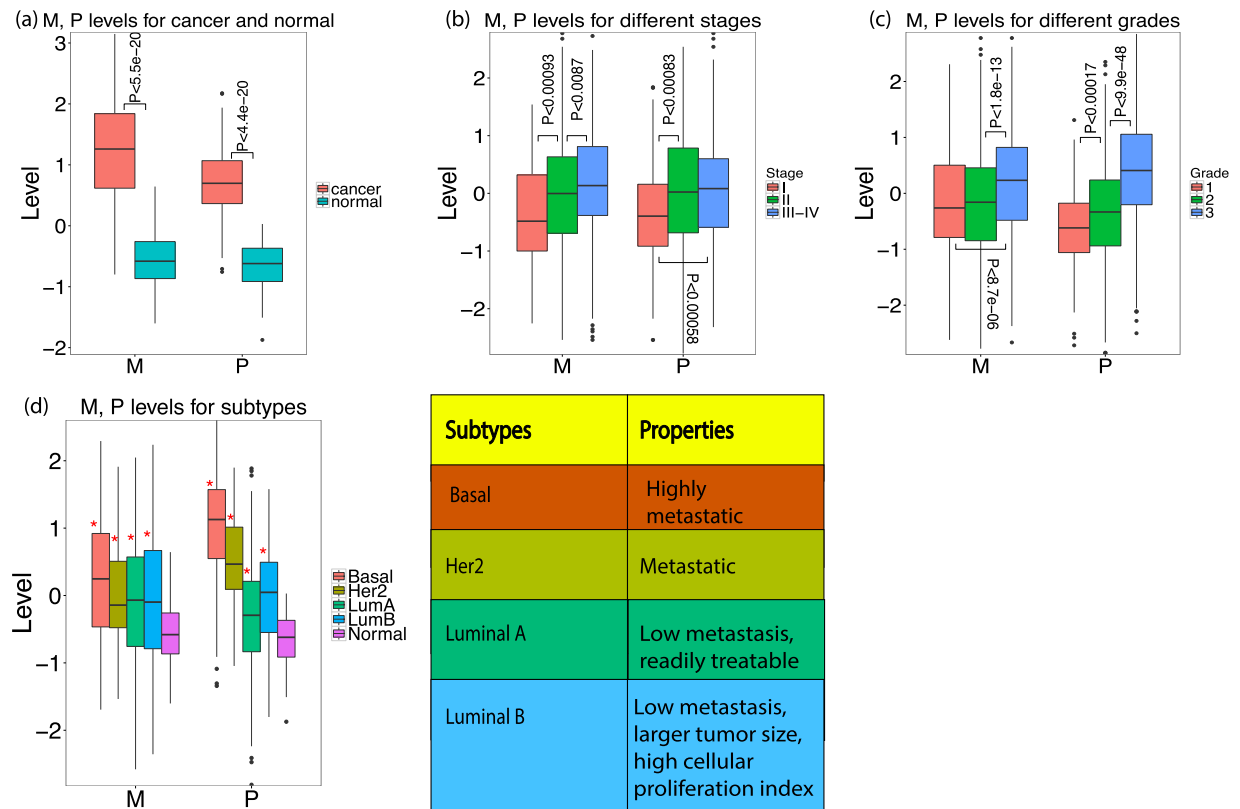 (a) M, P levels for cancer and normal
Level
3
2
1
0
−1
−2
P<5.5e−20
P<4.4e−20
M
P
cancer
normal
(b) M, P levels for different stages
Level
2
1
0
−1
−2
P<0.00093
P<0.0087
P<0.00083
P<0.00058
M
P
Stage
I
II
III−IV
(c) M, P levels for different grades
Level
2
1
0
−1
−2
P<1.8e−13
P<8.7e−06
P<0.00017
P<9.9e−48
M
P
Grade
1
2
3
(d) M, P levels for subtypes
Level
2
1
0
−1
−2
* * * *
* * * *
M
P
Basal
Her2
LumA
LumB
Normal
Subtypes
Properties
Basal
Highly
metastatic
Her2
Metastatic
Luminal A
Low metastasis,
readily treatable
Luminal B
Low metastasis,
larger tumor size,
high cellular
proliferation index